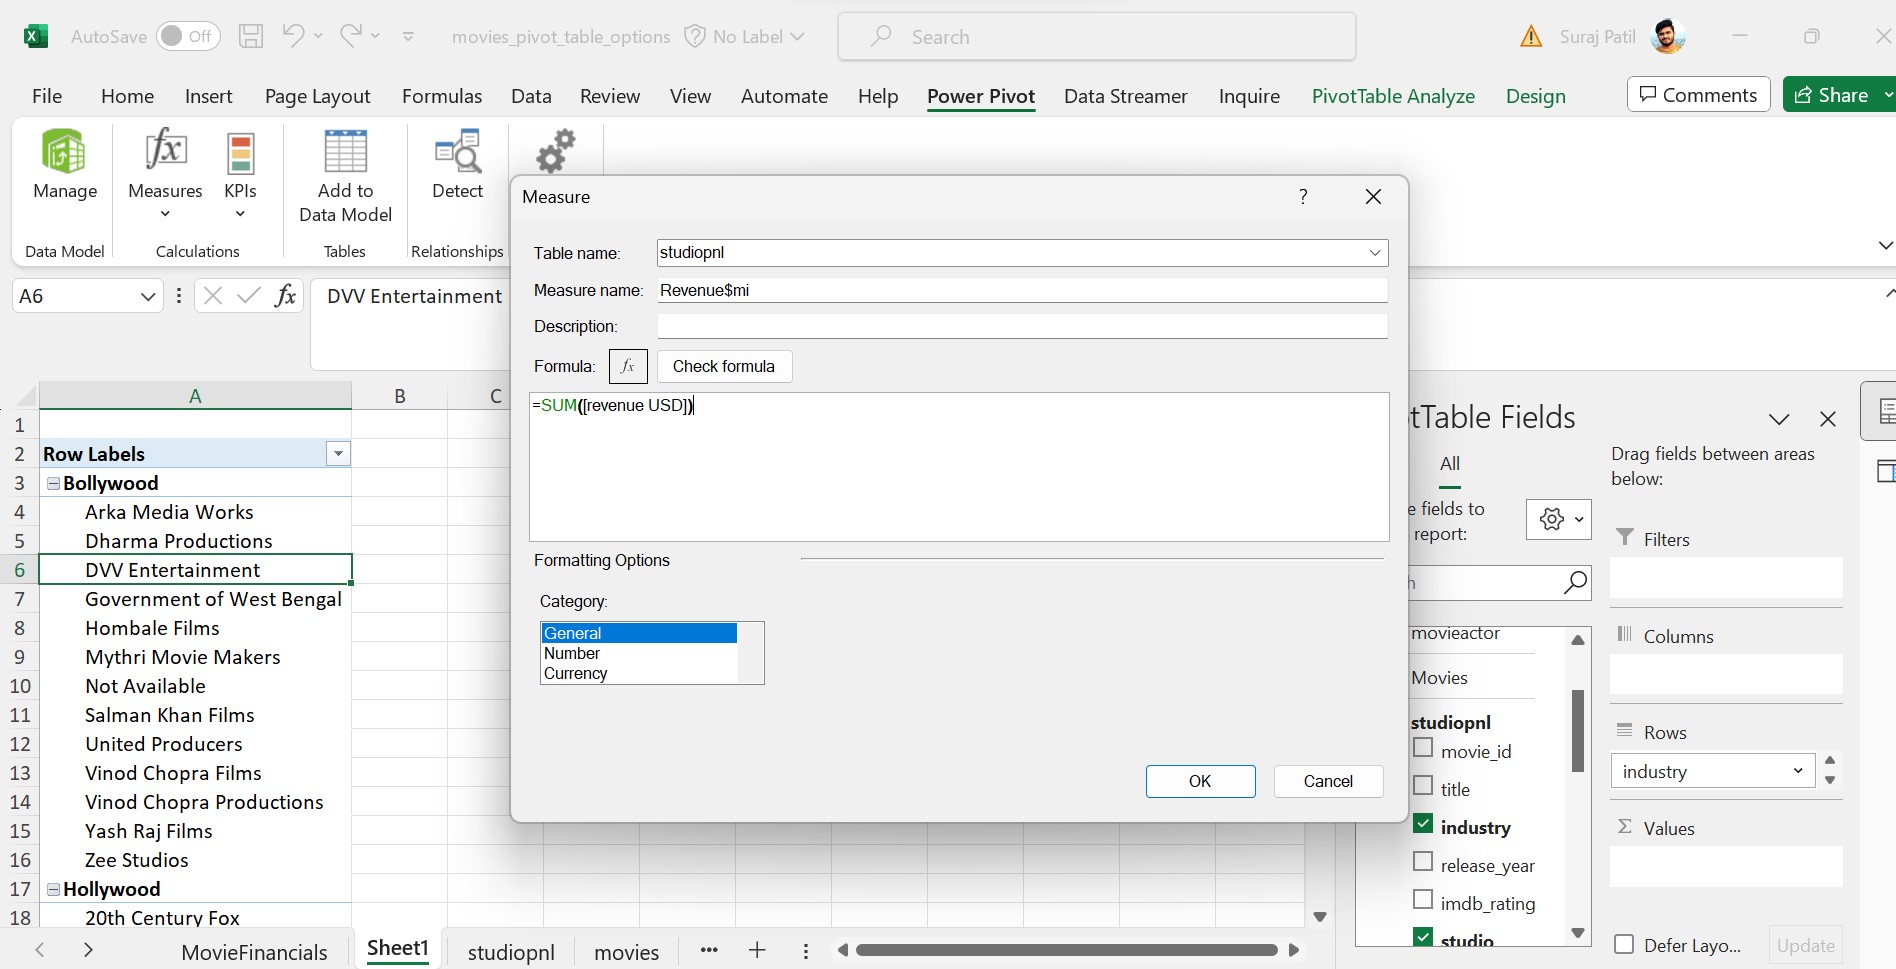 AutoSave Off movies_pivot_table_options No Label Search Suraj Patil
File Home Insert Page Layout Formulas Data Review View Automate Help Power Pivot Data Streamer Inquire PivotTable Analyze Design Comments Share
Manage
Measures
KPIs
Add to
Data Model
Detect
Data Model
Calculations
Tables
Relationships
A6
fx
DVV Entertainment
Measure
?
Table name: studiopnl
Measure name: Revenue$mi
Description:
Formula: fx Check formula
=SUM([revenue USD])
Formatting Options
Category:
General
Number
Currency
OK Cancel
A B C
1
2 Row Labels
3 Bollywood
4 Arka Media Works
5 Dharma Productions
6 DVV Entertainment
7 Government of West Bengal
8 Hombale Films
9 Mythri Movie Makers
10 Not Available
11 Salman Khan Films
12 United Producers
13 Vinod Chopra Films
14 Vinod Chopra Productions
15 Yash Raj Films
16 Zee Studios
17 Hollywood
18 20th Century Fox
tTable Fields
All
e fields to
report:
h
movieactor
Movies
studiopnl
movie_id
title
industry
release_year
imdb_rating
studio
Drag fields between areas
below:
Filters
Columns
Rows
industry
Σ Values
Defer Layo... Update
MovieFinancials Sheet1 studiopnl movies ... +